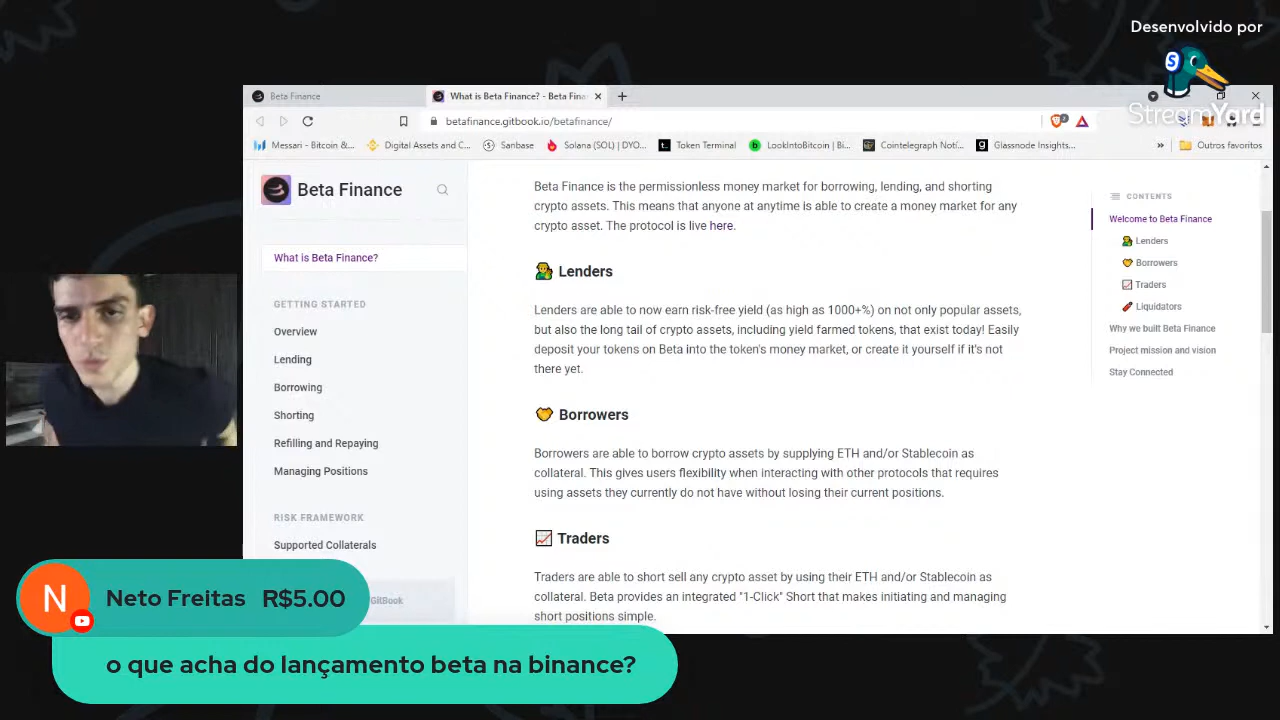 Desenvolvido por
StreamYard
Beta Finance
What is Beta Finance? - Beta Fina
betafinance.gitbook.io/betafinance/
Messari - Bitcoin &...
Digital Assets and C...
Sanbase
Solana (SOL) | DYO...
Token Terminal
LookIntoBitcoin | Bi...
Cointelegraph Notí...
Glassnode Insights...
»
Outros favoritos
Beta Finance
What is Beta Finance?
GETTING STARTED
Overview
Lending
Borrowing
Shorting
Refilling and Repaying
Managing Positions
RISK FRAMEWORK
Supported Collaterals
GitBook
Beta Finance is the permissionless money market for borrowing, lending, and shorting
crypto assets. This means that anyone at anytime is able to create a money market for any
crypto asset. The protocol is live here.
Lenders
Lenders are able to now earn risk-free yield (as high as 1000+%) on not only popular assets,
but also the long tail of crypto assets, including yield farmed tokens, that exist today! Easily
deposit your tokens on Beta into the token's money market, or create it yourself if it's not
there yet.
Borrowers
Borrowers are able to borrow crypto assets by supplying ETH and/or Stablecoin as
collateral. This gives users flexibility when interacting with other protocols that requires
using assets they currently do not have without losing their current positions.
Traders
Traders are able to short sell any crypto asset by using their ETH and/or Stablecoin as
collateral. Beta provides an integrated "1-Click" Short that makes initiating and managing
short positions simple.
CONTENTS
Welcome to Beta Finance
Lenders
Borrowers
Traders
Liquidators
Why we built Beta Finance
Project mission and vision
Stay Connected
N
Neto Freitas R$5.00
o que acha do lançamento beta na binance?